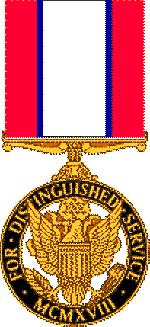 FOR · DISTINGUISHED · SERVICE
MCMXVIII